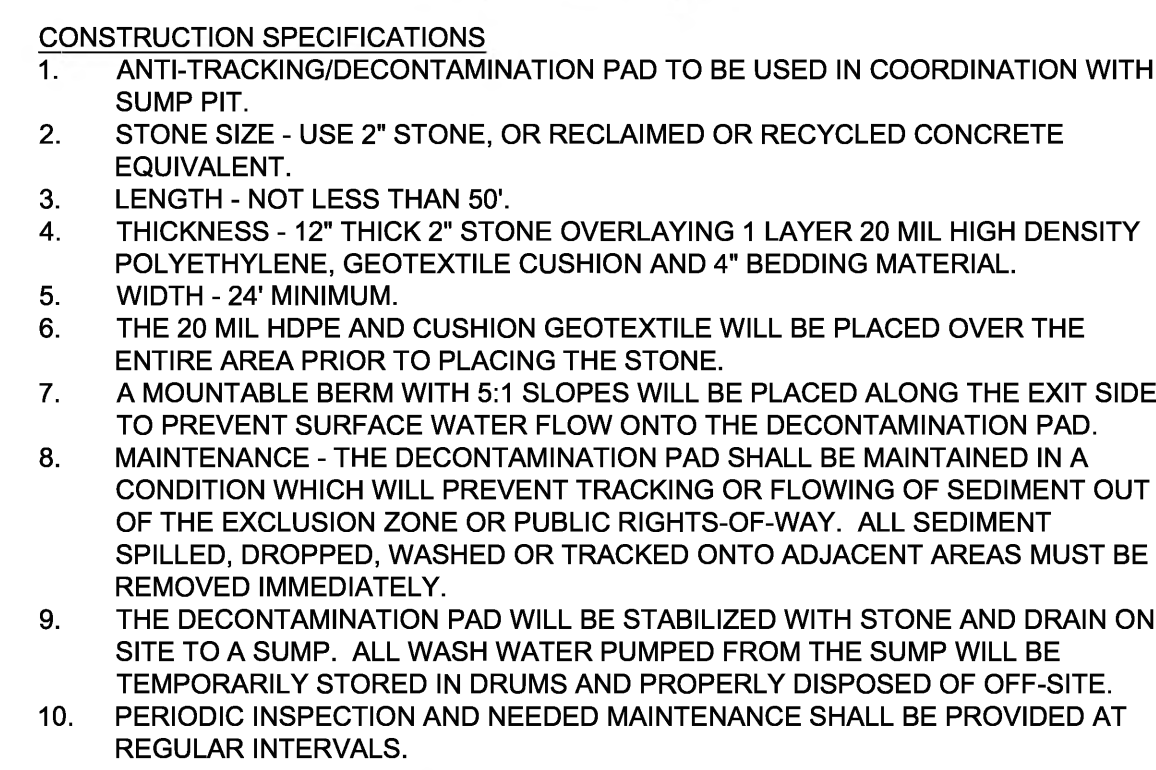 CONSTRUCTION SPECIFICATIONS
1. ANTI-TRACKING/DECONTAMINATION PAD TO BE USED IN COORDINATION WITH
SUMP PIT.
2. STONE SIZE - USE 2" STONE, OR RECLAIMED OR RECYCLED CONCRETE
EQUIVALENT.
3. LENGTH - NOT LESS THAN 50'.
4. THICKNESS - 12" THICK 2" STONE OVERLAYING 1 LAYER 20 MIL HIGH DENSITY
POLYETHYLENE, GEOTEXTILE CUSHION AND 4" BEDDING MATERIAL.
5. WIDTH - 24' MINIMUM.
6. THE 20 MIL HDPE AND CUSHION GEOTEXTILE WILL BE PLACED OVER THE
ENTIRE AREA PRIOR TO PLACING THE STONE.
7. A MOUNTABLE BERM WITH 5:1 SLOPES WILL BE PLACED ALONG THE EXIT SIDE
TO PREVENT SURFACE WATER FLOW ONTO THE DECONTAMINATION PAD.
8. MAINTENANCE - THE DECONTAMINATION PAD SHALL BE MAINTAINED IN A
CONDITION WHICH WILL PREVENT TRACKING OR FLOWING OF SEDIMENT OUT
OF THE EXCLUSION ZONE OR PUBLIC RIGHTS-OF-WAY. ALL SEDIMENT
SPILLED, DROPPED, WASHED OR TRACKED ONTO ADJACENT AREAS MUST BE
REMOVED IMMEDIATELY.
9. THE DECONTAMINATION PAD WILL BE STABILIZED WITH STONE AND DRAIN ON
SITE TO A SUMP. ALL WASH WATER PUMPED FROM THE SUMP WILL BE
TEMPORARILY STORED IN DRUMS AND PROPERLY DISPOSED OF OFF-SITE.
10. PERIODIC INSPECTION AND NEEDED MAINTENANCE SHALL BE PROVIDED AT
REGULAR INTERVALS.